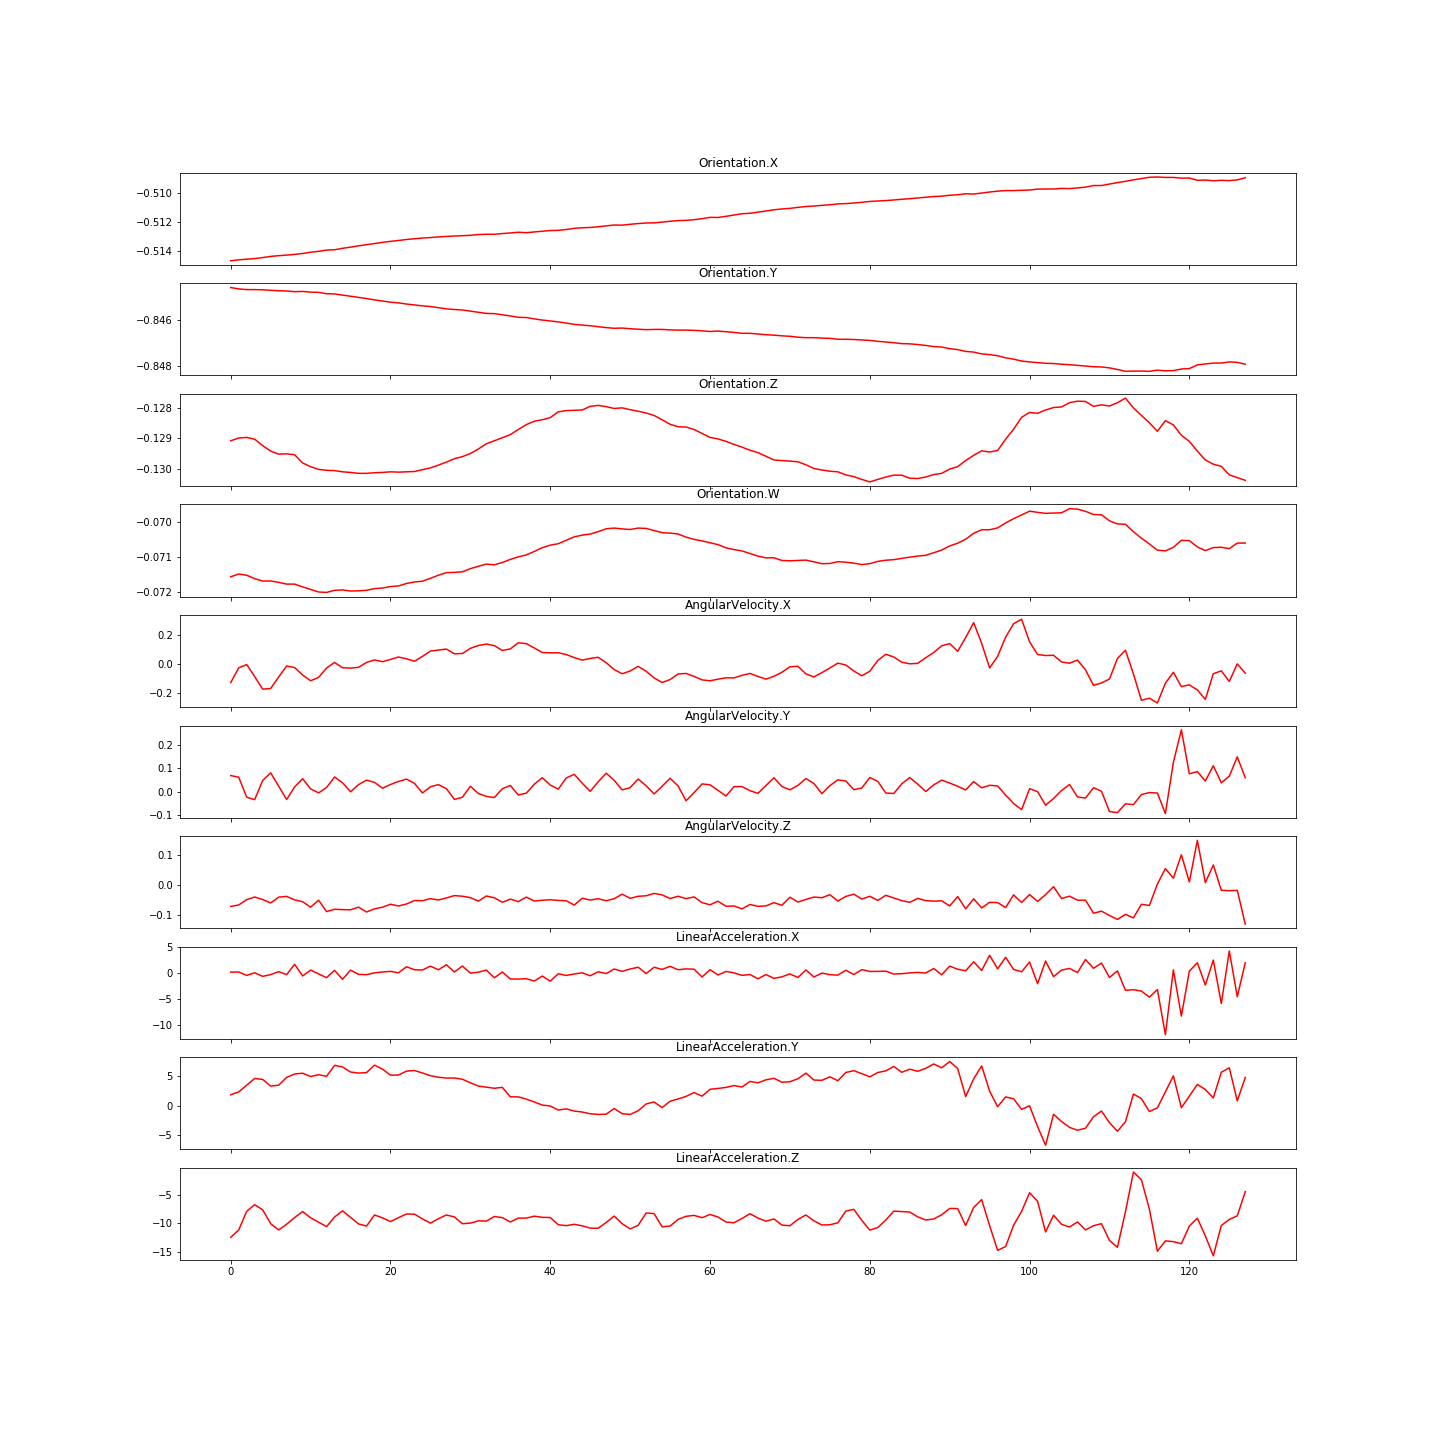 Orientation.X
−0.510
−0.512
−0.514
Orientation.Y
−0.846
−0.848
Orientation.Z
−0.128
−0.129
−0.130
Orientation.W
−0.070
−0.071
−0.072
AngularVelocity.X
0.2
0.0
−0.2
AngularVelocity.Y
0.2
0.1
0.0
−0.1
AngularVelocity.Z
0.1
0.0
−0.1
LinearAcceleration.X
5
0
−5
−10
LinearAcceleration.Y
5
0
−5
LinearAcceleration.Z
−5
−10
−15
0 20 40 60 80 100 120